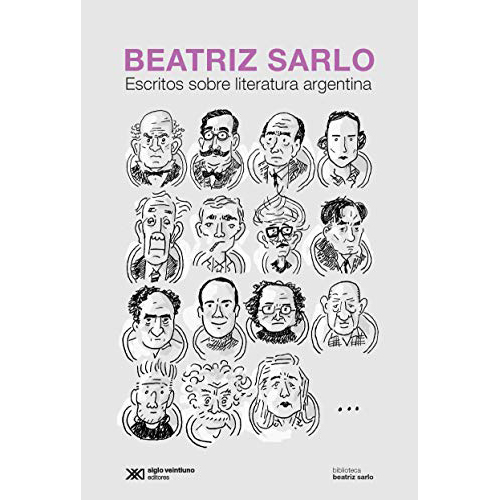 BEATRIZ SARLO
Escritos sobre literatura argentina
...
siglo veintiuno
editores
biblioteca
beatriz sarlo